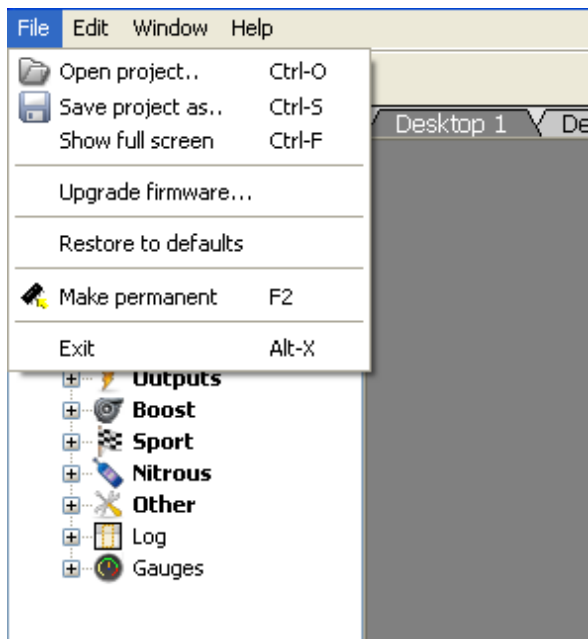 File Edit Window Help
Open project.. Ctrl-O
Save project as.. Ctrl-S
Show full screen Ctrl-F
Desktop 1
Upgrade firmware...
Restore to defaults
Make permanent F2
Exit Alt-X
Outputs
Boost
Sport
Nitrous
Other
Log
Gauges